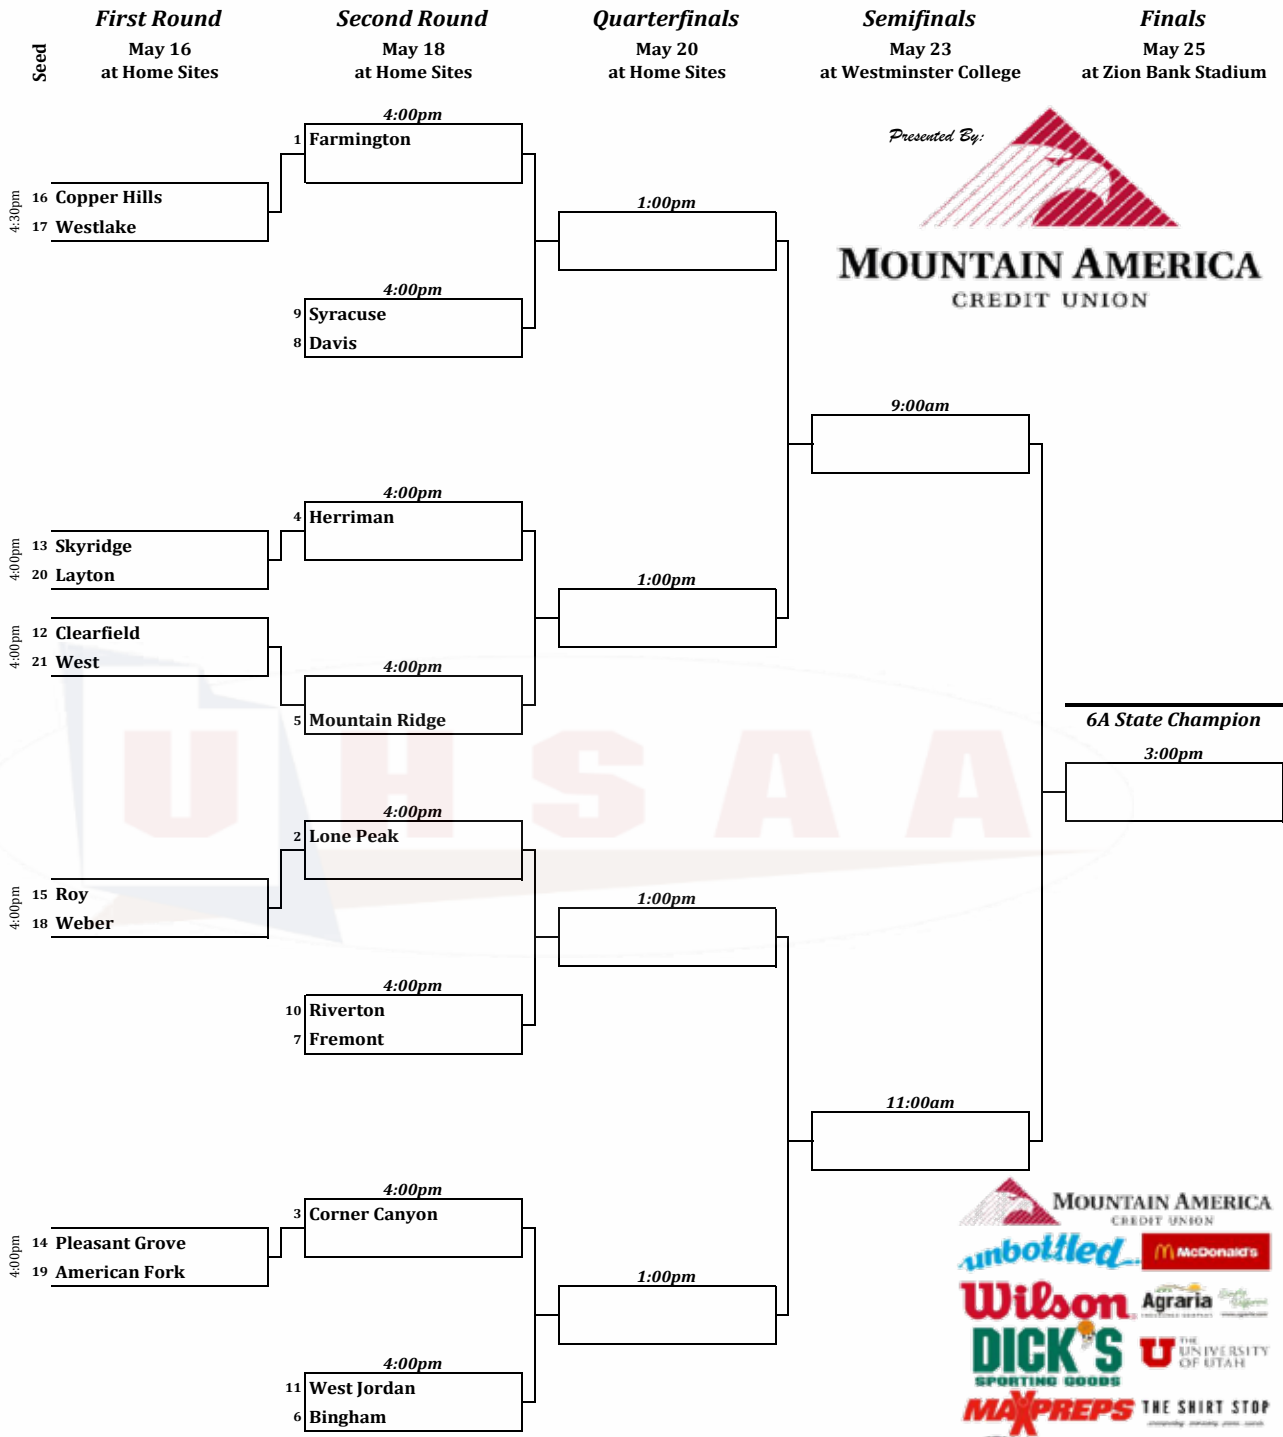 First Round
Second Round
Quarterfinals
Semifinals
Finals
Seed
May 16
at Home Sites
May 18
at Home Sites
May 20
at Home Sites
May 23
at Westminster College
May 25
at Zion Bank Stadium
Presented By:
MOUNTAIN AMERICA
CREDIT UNION
4:00pm
1 Farmington
4:30pm
16 Copper Hills
17 Westlake
1:00pm
4:00pm
9 Syracuse
8 Davis
9:00am
4:00pm
4 Herriman
4:00pm
13 Skyridge
20 Layton
1:00pm
4:00pm
12 Clearfield
21 West
4:00pm
5 Mountain Ridge
6A State Champion
3:00pm
UHSAA
4:00pm
2 Lone Peak
4:00pm
15 Roy
18 Weber
1:00pm
4:00pm
10 Riverton
7 Fremont
11:00am
4:00pm
3 Corner Canyon
4:00pm
14 Pleasant Grove
19 American Fork
1:00pm
4:00pm
11 West Jordan
6 Bingham
MOUNTAIN AMERICA
CREDIT UNION
unbottled
McDonald's
Wilson
Agraria
DICK'S
SPORTING GOODS
U THE
UNIVERSITY
OF UTAH
MAXPREPS
THE SHIRT STOP